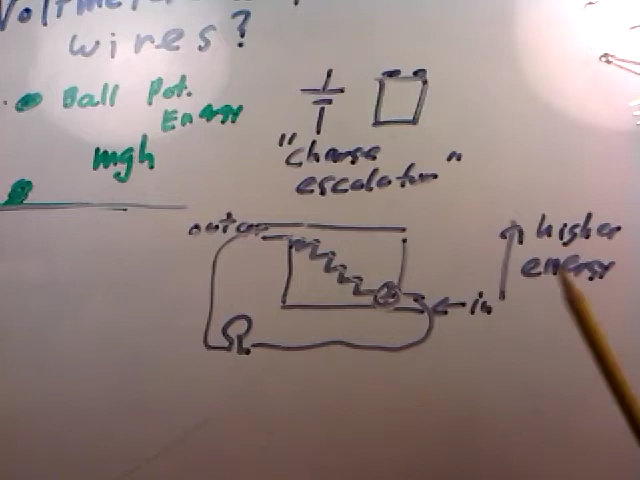 wires?
Ball Pot.
Energy
mgh
"charge
escalator"
out
in
higher
energy
Ω